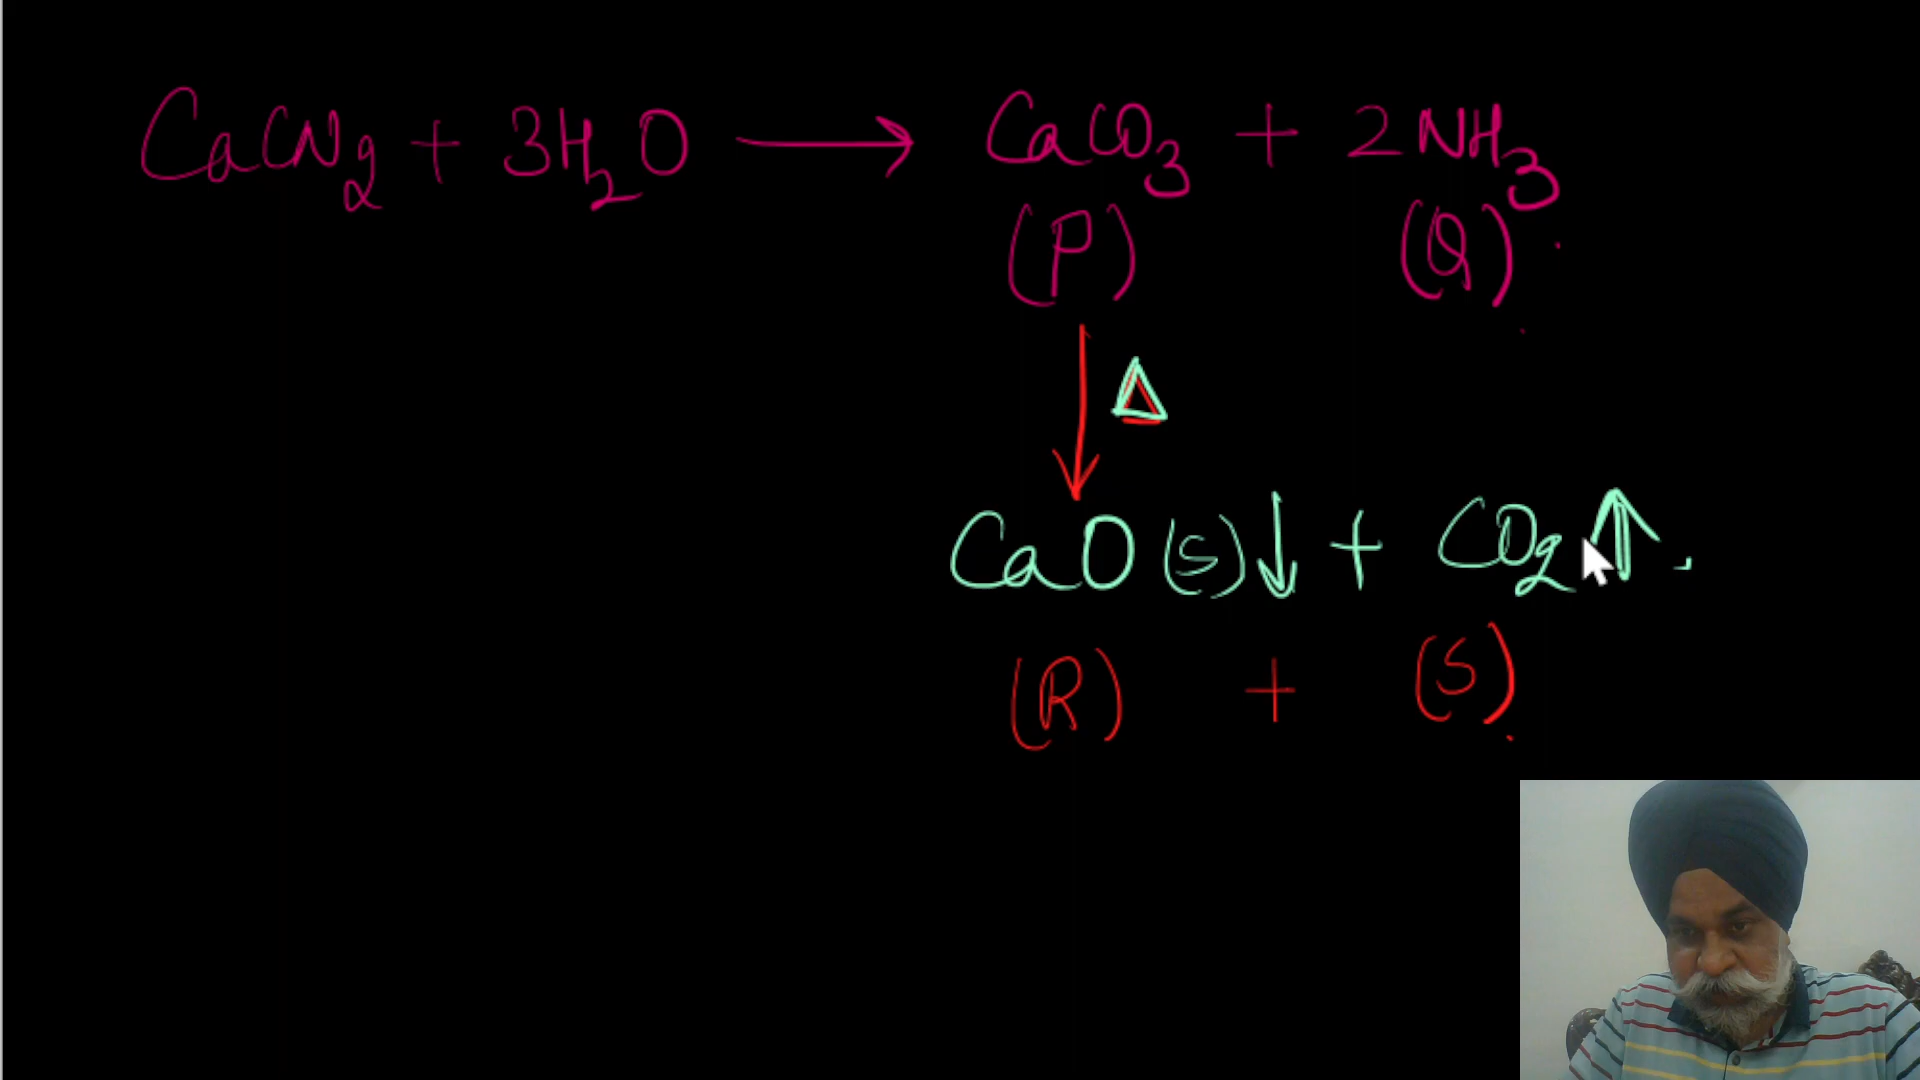 CaCN₂ + 3H₂O ⟶ CaCO₃ + 2NH₃
(P) (Q)
Δ
CaO(s)↓ + CO₂↑
(R) + (S)